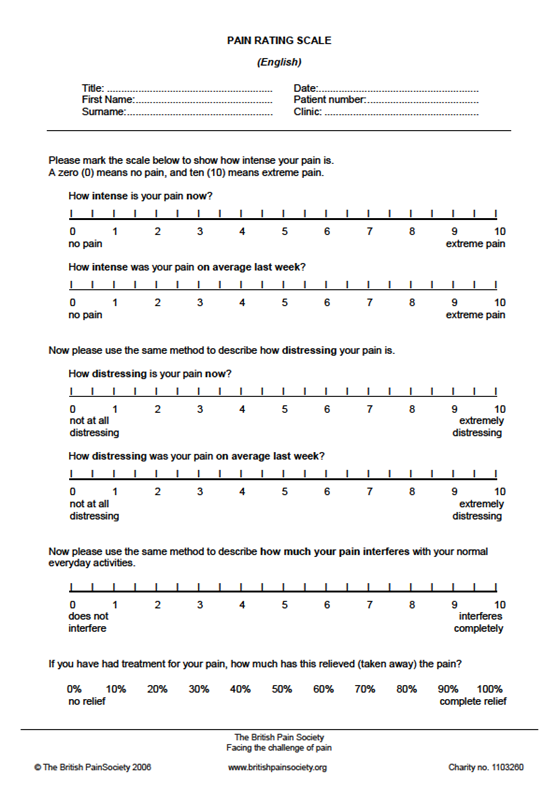 PAIN RATING SCALE
(English)
Title: ........................................................ Date:......................................................
First Name:.............................................. Patient number:......................................
Surname:................................................. Clinic: ....................................................
Please mark the scale below to show how intense your pain is.
A zero (0) means no pain, and ten (10) means extreme pain.
How intense is your pain now?
0 1 2 3 4 5 6 7 8 9 10
no pain extreme pain
How intense was your pain on average last week?
0 1 2 3 4 5 6 7 8 9 10
no pain extreme pain
Now please use the same method to describe how distressing your pain is.
How distressing is your pain now?
0 1 2 3 4 5 6 7 8 9 10
not at all extremely
distressing distressing
How distressing was your pain on average last week?
0 1 2 3 4 5 6 7 8 9 10
not at all extremely
distressing distressing
Now please use the same method to describe how much your pain interferes with your normal
everyday activities.
0 1 2 3 4 5 6 7 8 9 10
does not interferes
interfere completely
If you have had treatment for your pain, how much has this relieved (taken away) the pain?
0% 10% 20% 30% 40% 50% 60% 70% 80% 90% 100%
no relief complete relief
The British Pain Society
Facing the challenge of pain
© The British PainSociety 2006 www.britishpainsociety.org Charity no. 1103260